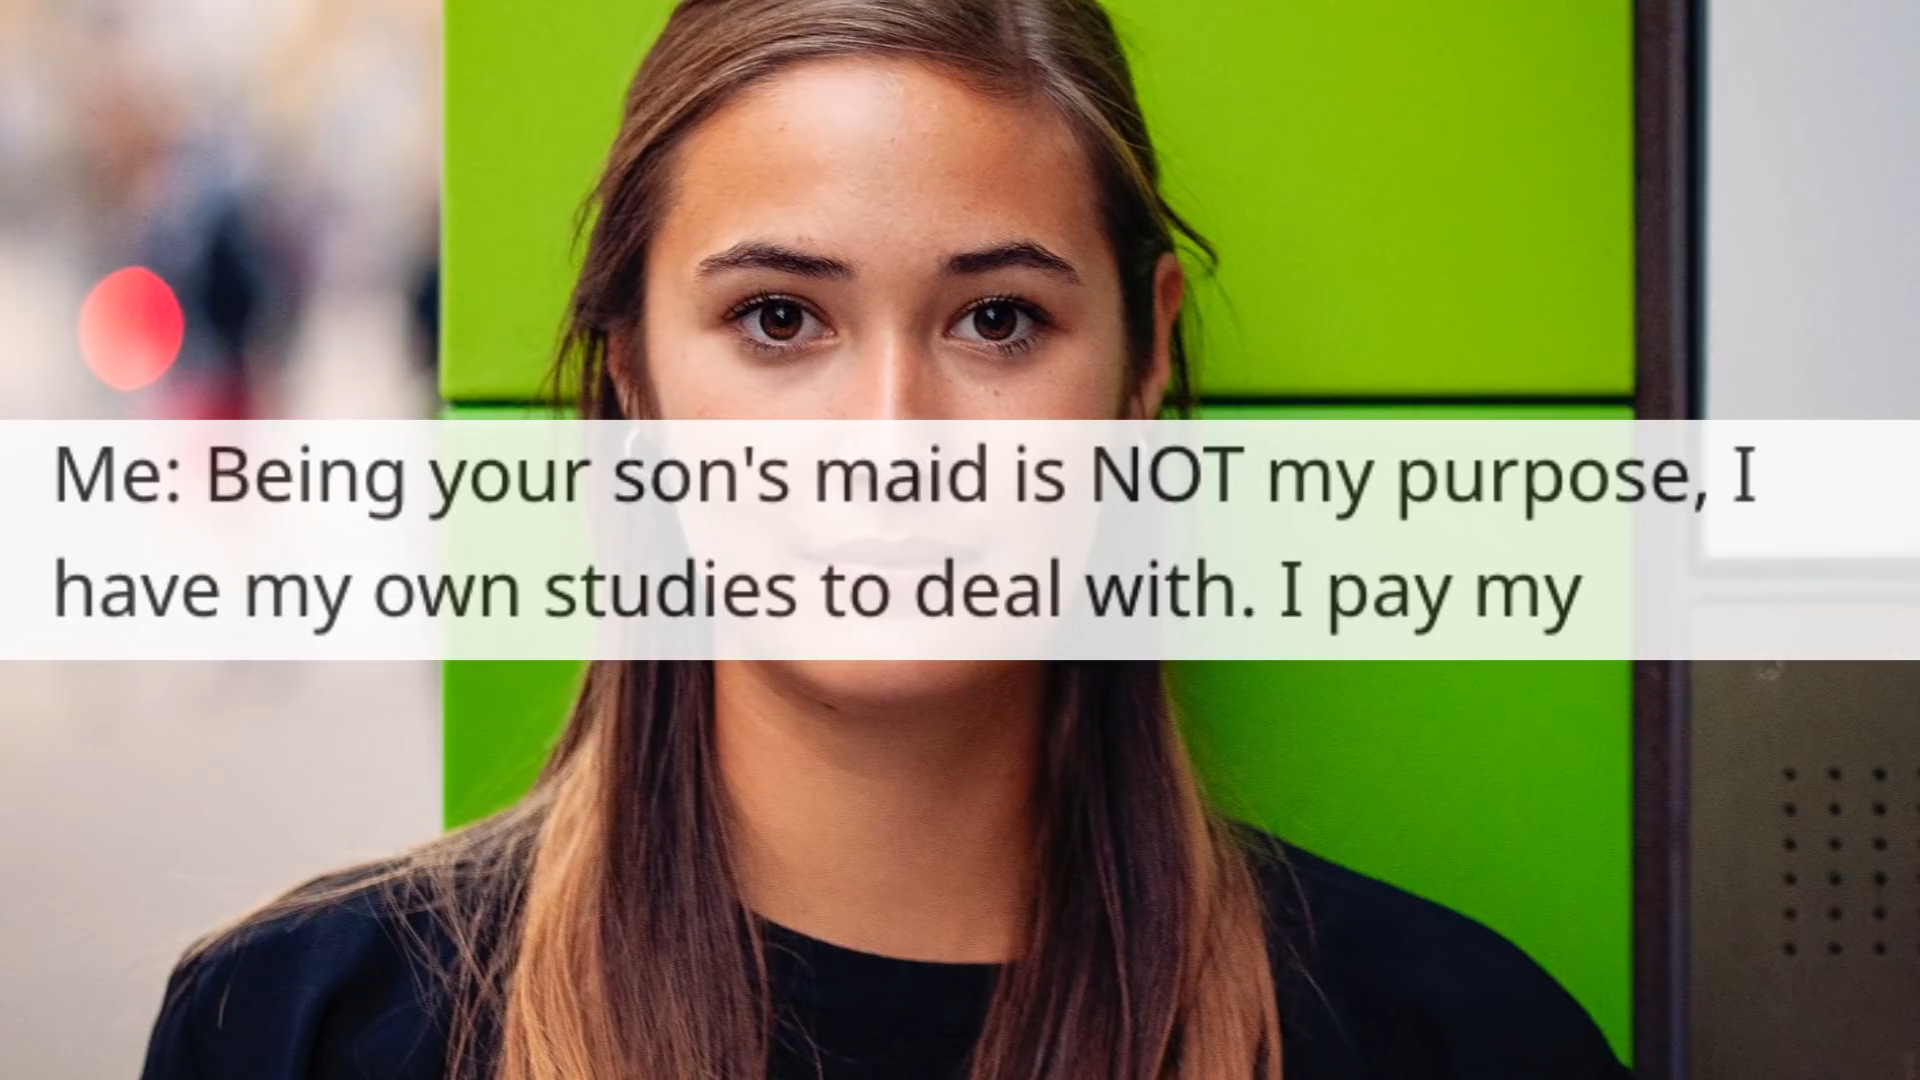 Me: Being your son's maid is NOT my purpose, I
have my own studies to deal with. I pay my